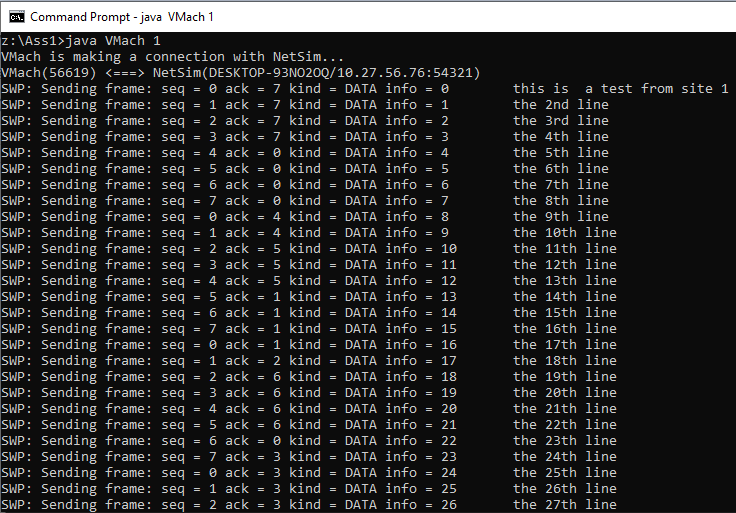 Command Prompt - java VMach 1
z:\Ass1>java VMach 1
VMach is making a connection with NetSim...
VMach(56619) <===> NetSim(DESKTOP-93NO2OQ/10.27.56.76:54321)
SWP: Sending frame: seq = 0 ack = 7 kind = DATA info = 0 this is  a test from site 1
SWP: Sending frame: seq = 1 ack = 7 kind = DATA info = 1 the 2nd line
SWP: Sending frame: seq = 2 ack = 7 kind = DATA info = 2 the 3rd line
SWP: Sending frame: seq = 3 ack = 7 kind = DATA info = 3 the 4th line
SWP: Sending frame: seq = 4 ack = 0 kind = DATA info = 4 the 5th line
SWP: Sending frame: seq = 5 ack = 0 kind = DATA info = 5 the 6th line
SWP: Sending frame: seq = 6 ack = 0 kind = DATA info = 6 the 7th line
SWP: Sending frame: seq = 7 ack = 0 kind = DATA info = 7 the 8th line
SWP: Sending frame: seq = 0 ack = 4 kind = DATA info = 8 the 9th line
SWP: Sending frame: seq = 1 ack = 4 kind = DATA info = 9 the 10th line
SWP: Sending frame: seq = 2 ack = 5 kind = DATA info = 10 the 11th line
SWP: Sending frame: seq = 3 ack = 5 kind = DATA info = 11 the 12th line
SWP: Sending frame: seq = 4 ack = 5 kind = DATA info = 12 the 13th line
SWP: Sending frame: seq = 5 ack = 1 kind = DATA info = 13 the 14th line
SWP: Sending frame: seq = 6 ack = 1 kind = DATA info = 14 the 15th line
SWP: Sending frame: seq = 7 ack = 1 kind = DATA info = 15 the 16th line
SWP: Sending frame: seq = 0 ack = 1 kind = DATA info = 16 the 17th line
SWP: Sending frame: seq = 1 ack = 2 kind = DATA info = 17 the 18th line
SWP: Sending frame: seq = 2 ack = 6 kind = DATA info = 18 the 19th line
SWP: Sending frame: seq = 3 ack = 6 kind = DATA info = 19 the 20th line
SWP: Sending frame: seq = 4 ack = 6 kind = DATA info = 20 the 21th line
SWP: Sending frame: seq = 5 ack = 6 kind = DATA info = 21 the 22th line
SWP: Sending frame: seq = 6 ack = 0 kind = DATA info = 22 the 23th line
SWP: Sending frame: seq = 7 ack = 3 kind = DATA info = 23 the 24th line
SWP: Sending frame: seq = 0 ack = 3 kind = DATA info = 24 the 25th line
SWP: Sending frame: seq = 1 ack = 3 kind = DATA info = 25 the 26th line
SWP: Sending frame: seq = 2 ack = 3 kind = DATA info = 26 the 27th line